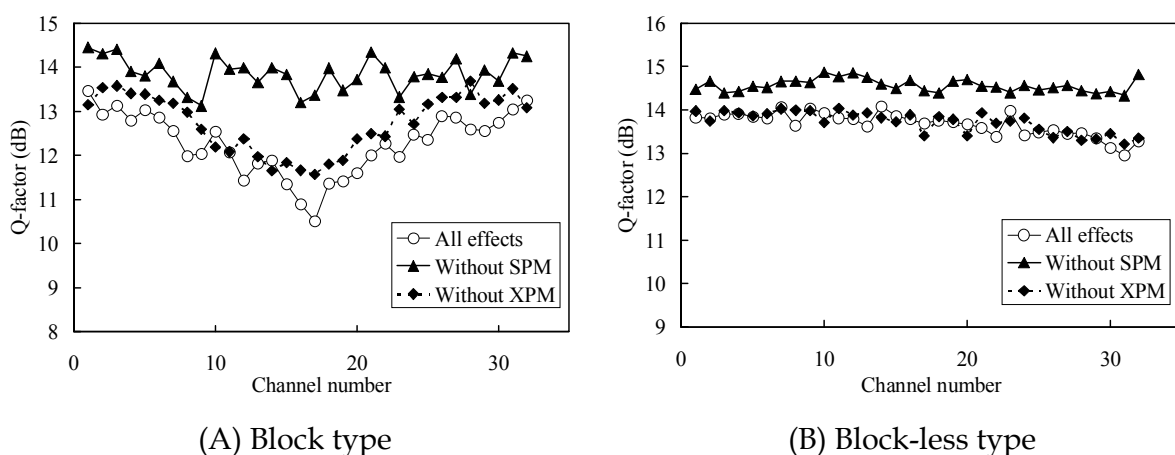 15
14
13
12
11
10
9
8
Q-factor (dB)
0
10
20
30
Channel number
All effects
Without SPM
Without XPM
(A) Block type
16
15
14
13
12
11
10
9
Q-factor (dB)
0
10
20
30
Channel number
All effects
Without SPM
Without XPM
(B) Block-less type